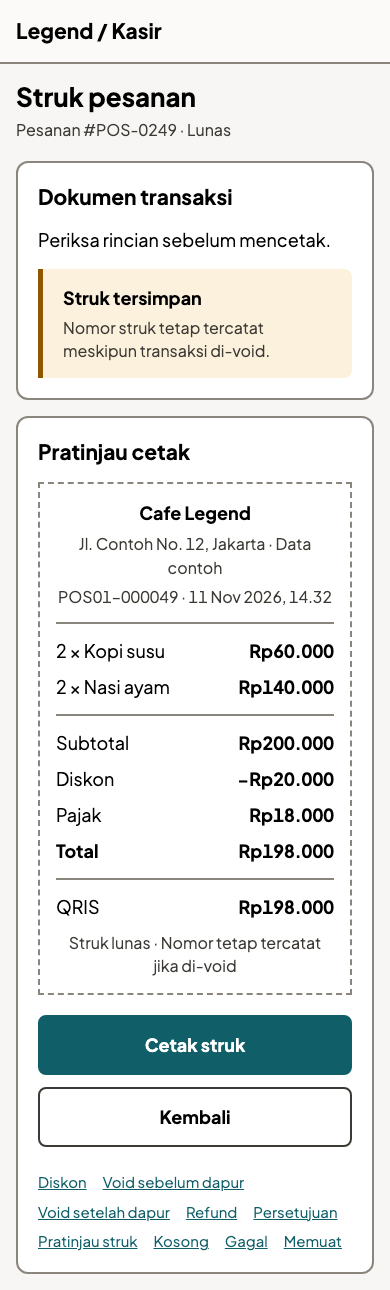 Legend / Kasir
Struk pesanan
Pesanan #POS-0249 · Lunas
Dokumen transaksi
Periksa rincian sebelum mencetak.
Struk tersimpan
Nomor struk tetap tercatat
meskipun transaksi di-void.
Pratinjau cetak
Cafe Legend
Jl. Contoh No. 12, Jakarta · Data
contoh
POS01–000049 · 11 Nov 2026, 14.32
2 × Kopi susu Rp60.000
2 × Nasi ayam Rp140.000
Subtotal Rp200.000
Diskon −Rp20.000
Pajak Rp18.000
Total Rp198.000
QRIS Rp198.000
Struk lunas · Nomor tetap tercatat
jika di-void
Cetak struk
Kembali
Diskon Void sebelum dapur
Void setelah dapur Refund Persetujuan
Pratinjau struk Kosong Gagal Memuat